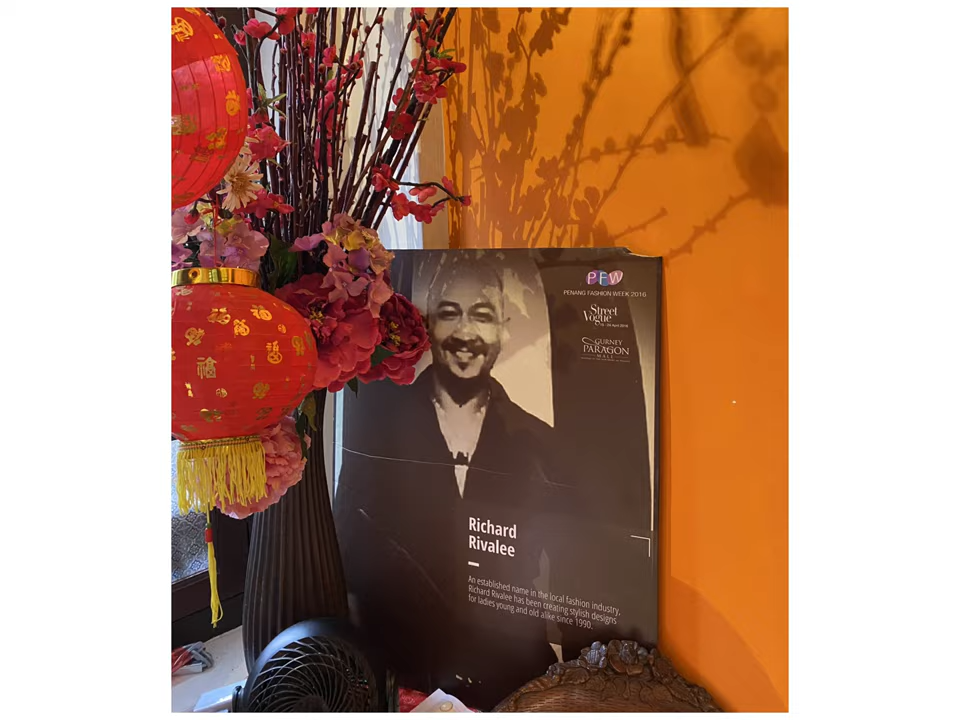 福
PFW
PENANG FASHION WEEK 2016
Street
Vogue
GURNEY
PARAGON
MALL
Richard
Rivalee
An established name in the local fashion industry,
Richard Rivalee has been creating stylish designs
for ladies young and old alike since 1990.